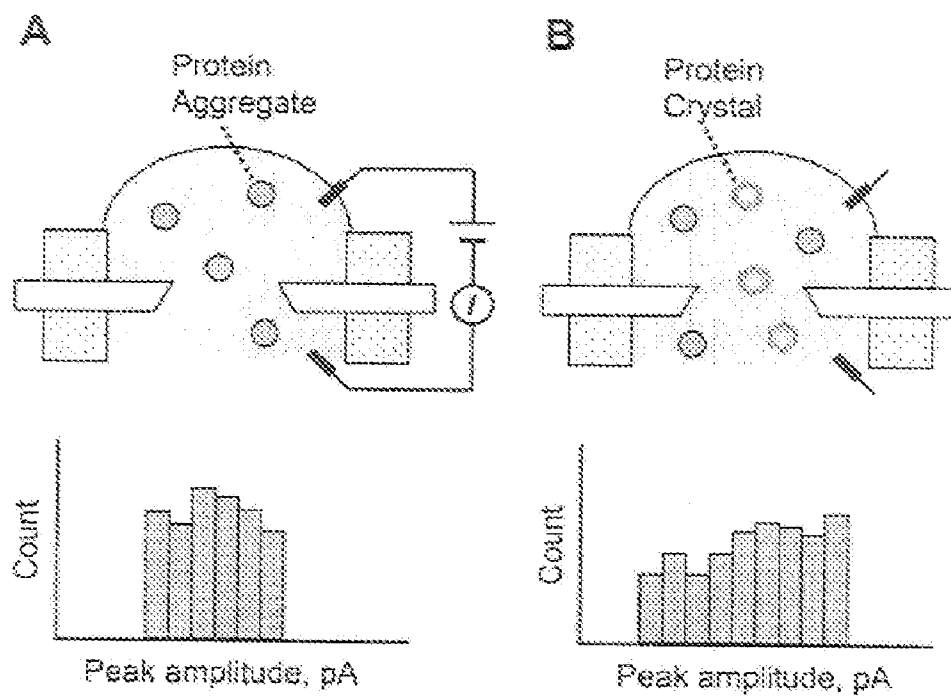 A
Protein
Aggregate
I
Count
Peak amplitude, pA
B
Protein
Crystal
Count
Peak amplitude, pA